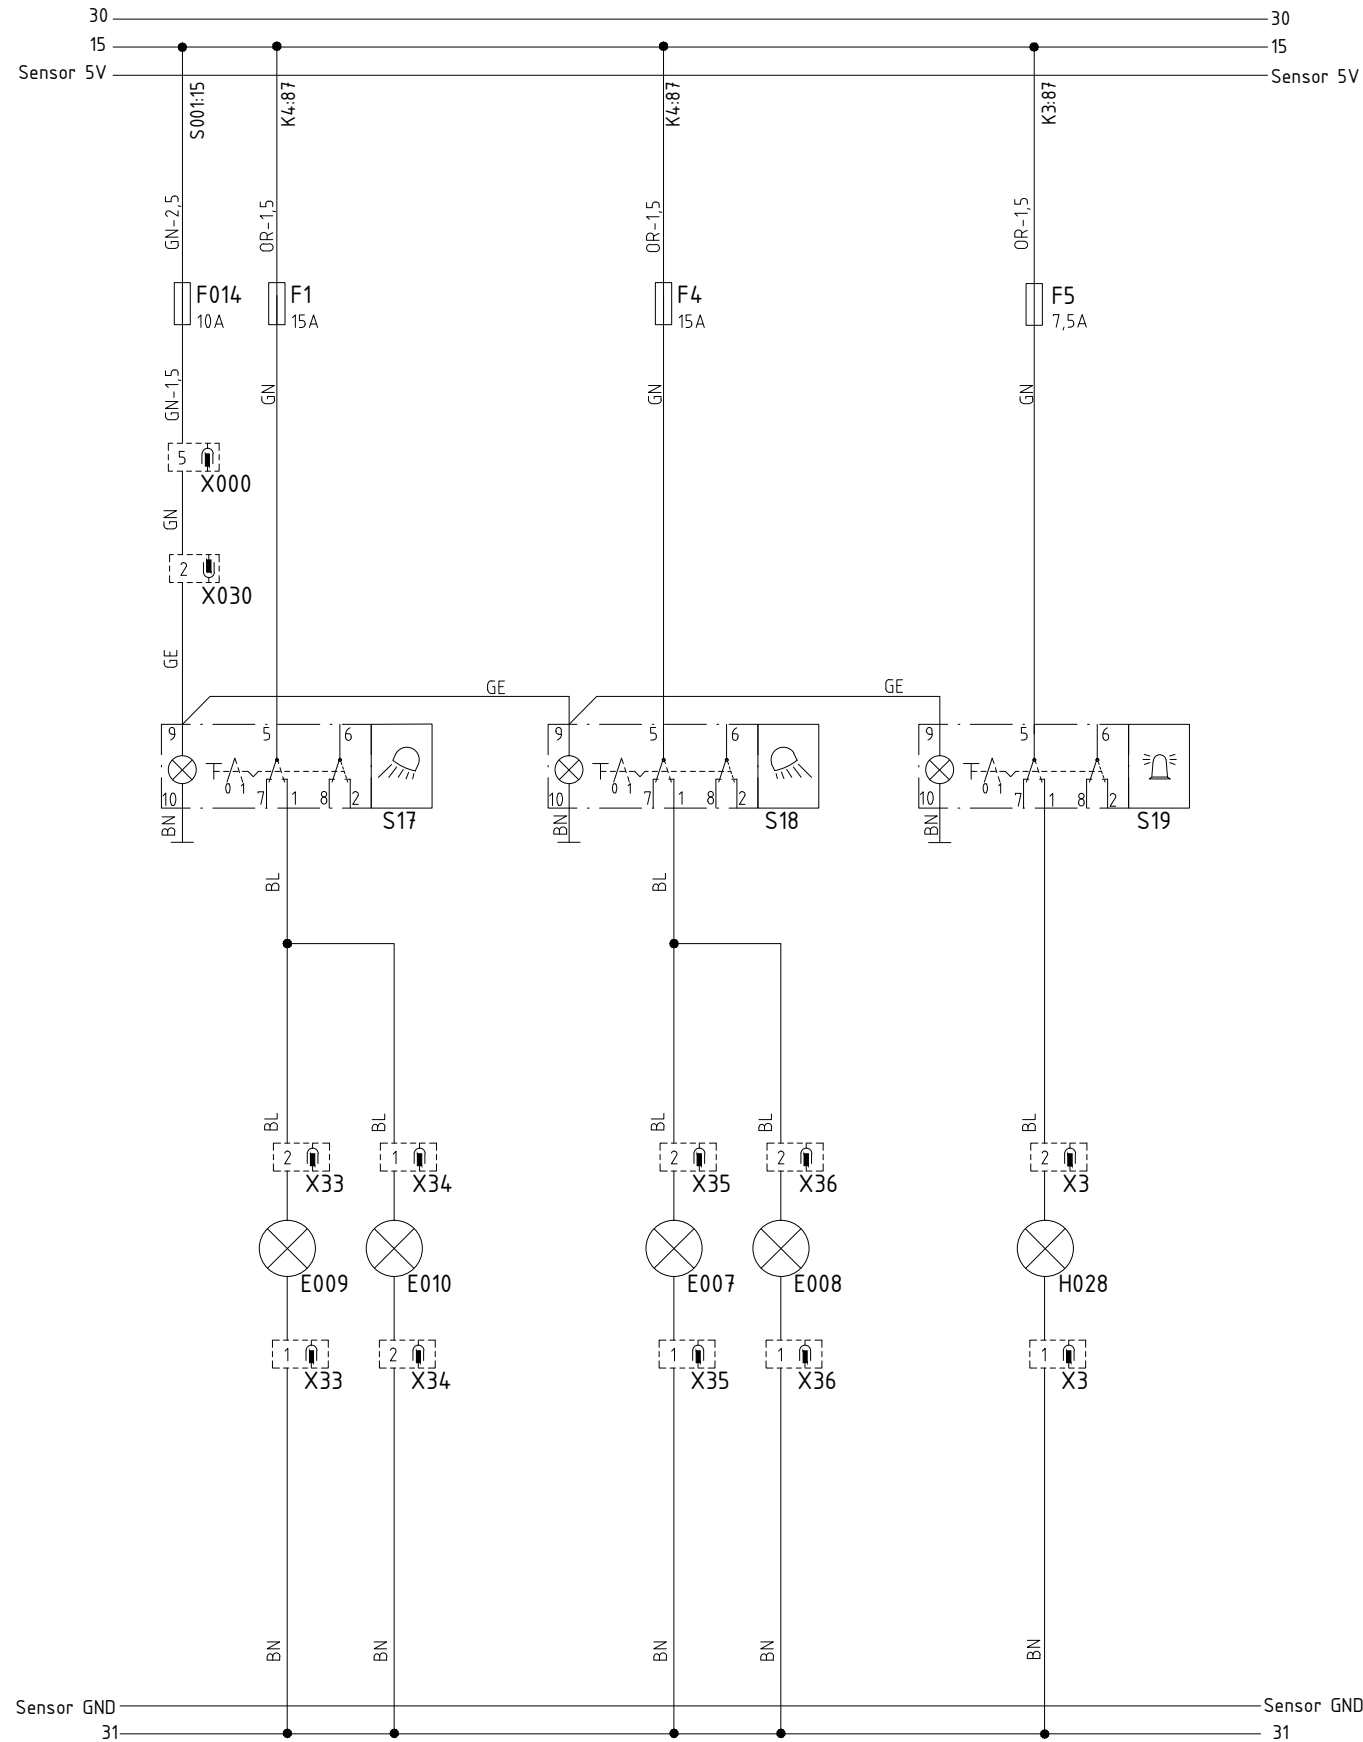 30 30
15 15
Sensor 5V Sensor 5V
S001:15 K4:87 K4:87 K3:87
GN-2,5 OR-1,5 OR-1,5 OR-1,5
F014 F1 F4 F5
10A 15A 15A 7,5A
GN-1,5 GN GN GN
5
X000
GN
2
X030
GE
GE GE
9 5 6 9 5 6 9 5 6
0 1 0 1 0 1
10 7 1 8 2 10 7 1 8 2 10 7 1 8 2
BN S17 BN S18 BN S19
BL BL
BL BL BL BL BL
2 1 2 2 2
X33 X34 X35 X36 X3
E009 E010 E007 E008 H028
1 2 1 1 1
X33 X34 X35 X36 X3
BN BN BN BN BN
Sensor GND Sensor GND
31 31